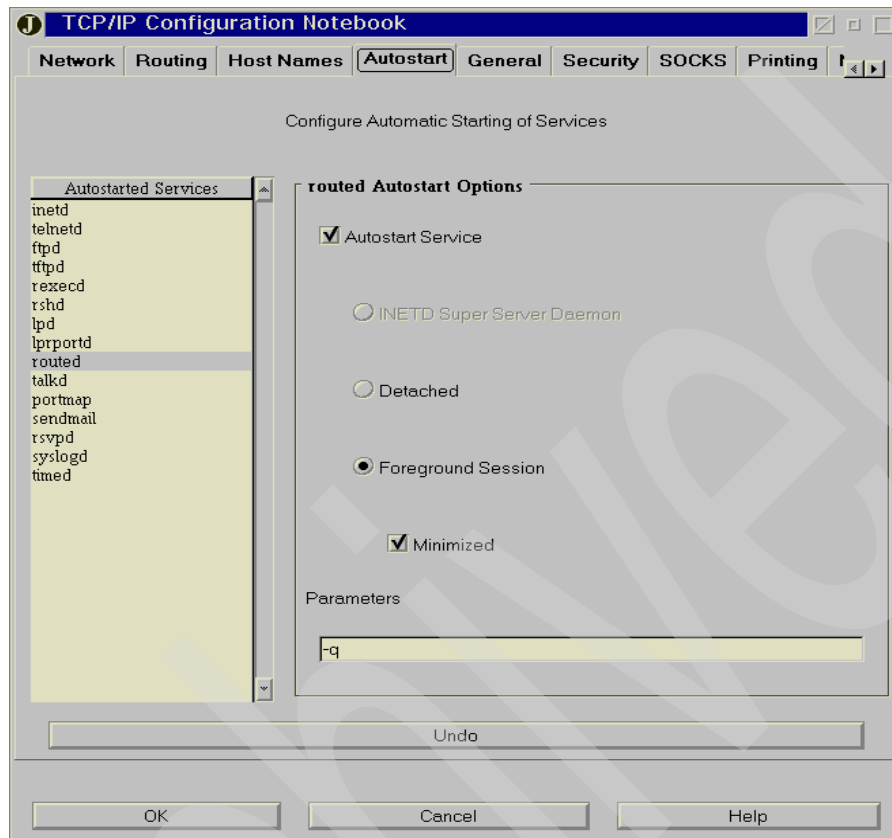 J TCP/IP Configuration Notebook
Network Routing Host Names Autostart General Security SOCKS Printing
Configure Automatic Starting of Services
Autostarted Services
inetd
telnetd
ftpd
tftpd
rexecd
rshd
lpd
lprportd
routed
talkd
portmap
sendmail
rsvpd
syslogd
timed
routed Autostart Options
Autostart Service
INETD Super Server Daemon
Detached
Foreground Session
Minimized
Parameters
-q
Undo
OK Cancel Help